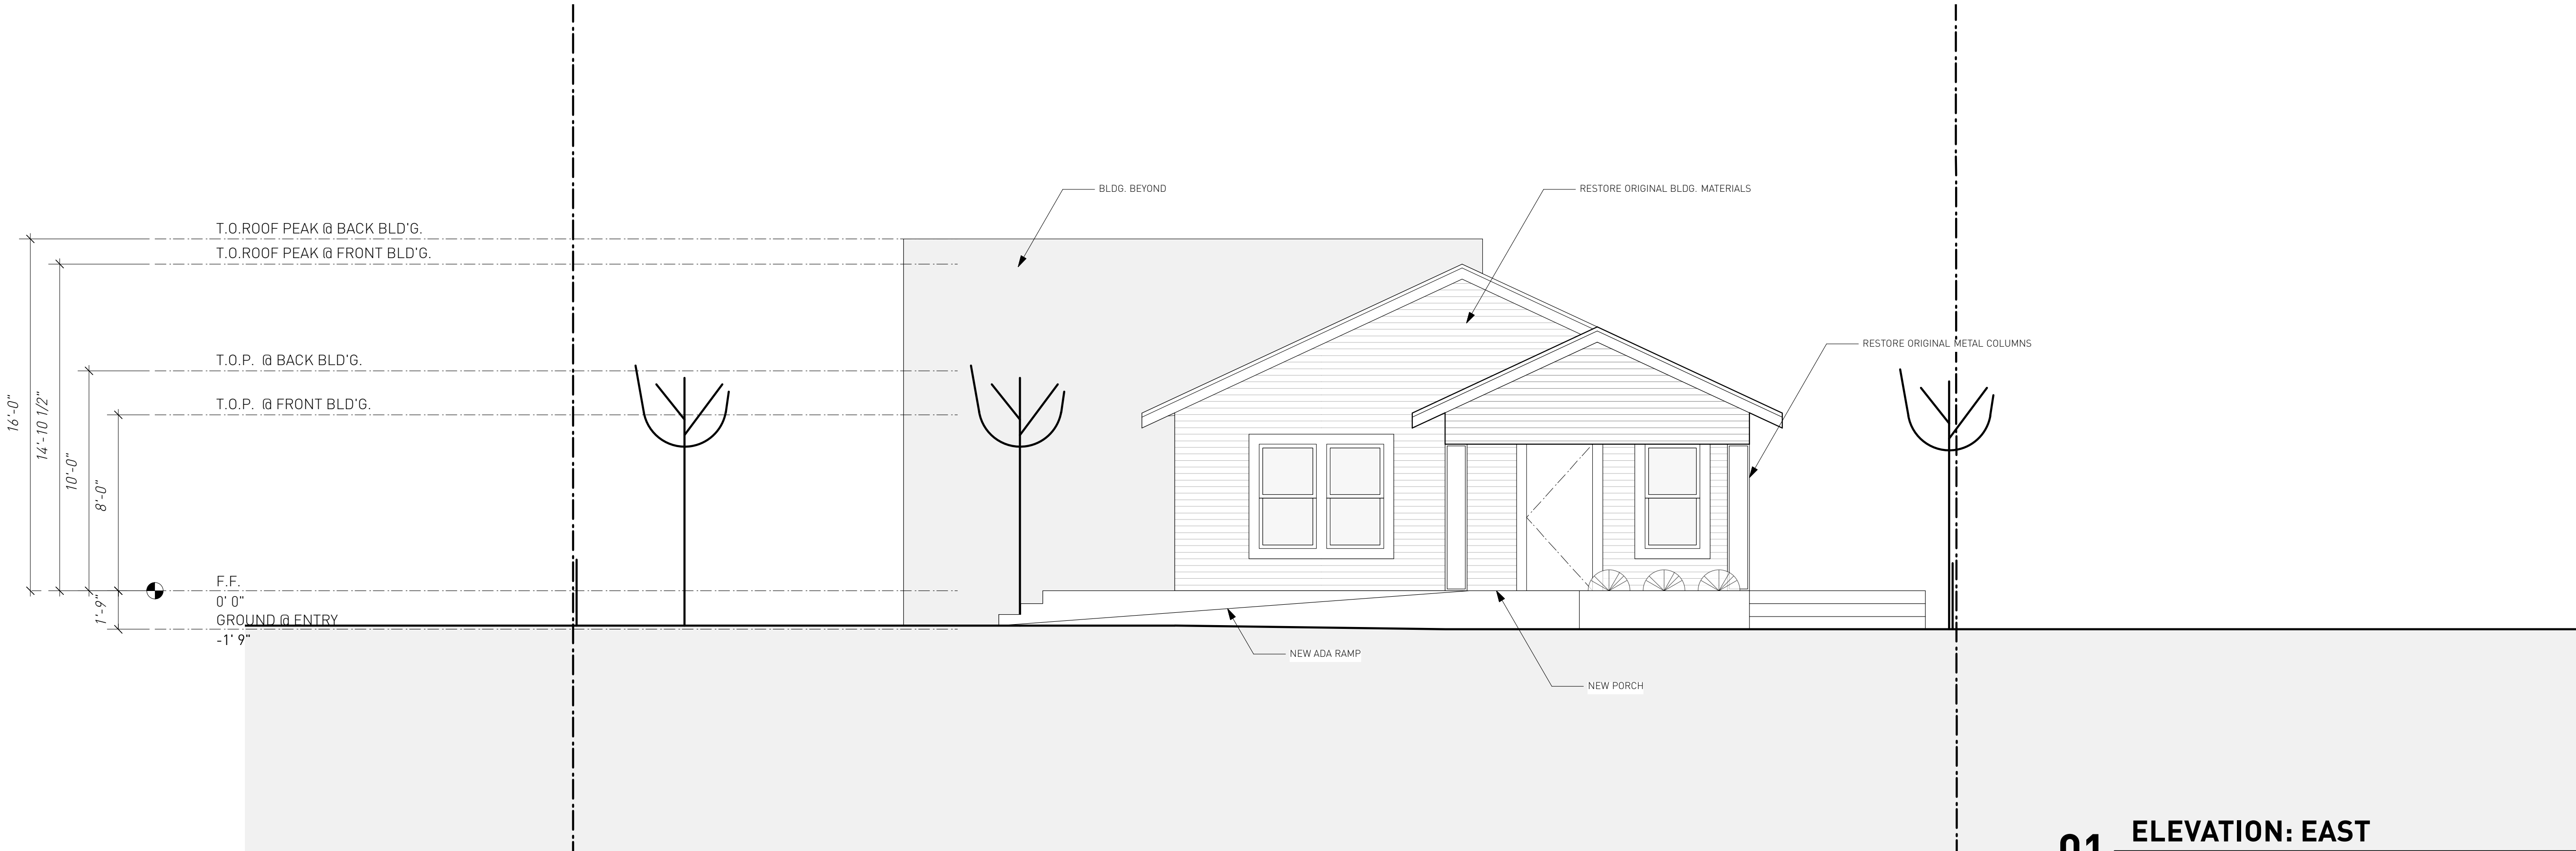 BLDG. BEYOND
RESTORE ORIGINAL BLDG. MATERIALS
T.O.ROOF PEAK @ BACK BLD'G.
T.O.ROOF PEAK @ FRONT BLD'G.
RESTORE ORIGINAL METAL COLUMNS
T.O.P. @ BACK BLD'G.
T.O.P. @ FRONT BLD'G.
16'-0"
14'-10 1/2"
10'-0"
8'-0"
1'-9"
F.F.
0' 0"
GROUND @ ENTRY
-1' 9"
NEW ADA RAMP
NEW PORCH
01
ELEVATION: EAST